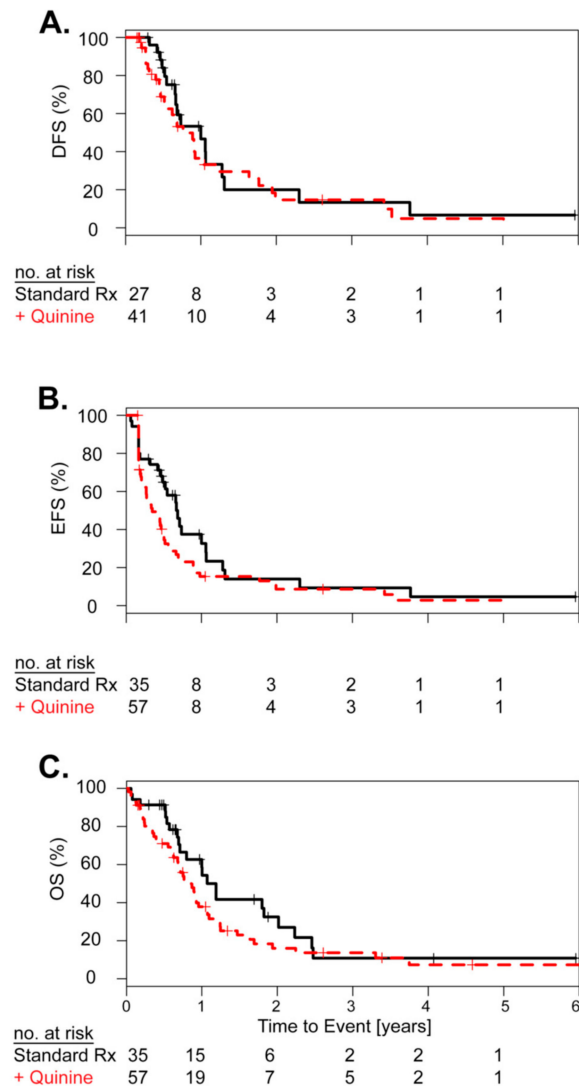 A.
100
80
60
40
20
0
DFS (%)
no. at risk
Standard Rx 27 8 3 2 1 1
+ Quinine 41 10 4 3 1 1
B.
100
80
60
40
20
0
EFS (%)
no. at risk
Standard Rx 35 8 3 2 1 1
+ Quinine 57 8 4 3 1 1
C.
100
80
60
40
20
0
OS (%)
0 1 2 3 4 5 6
Time to Event [years]
no. at risk
Standard Rx 35 15 6 2 2 1
+ Quinine 57 19 7 5 2 1